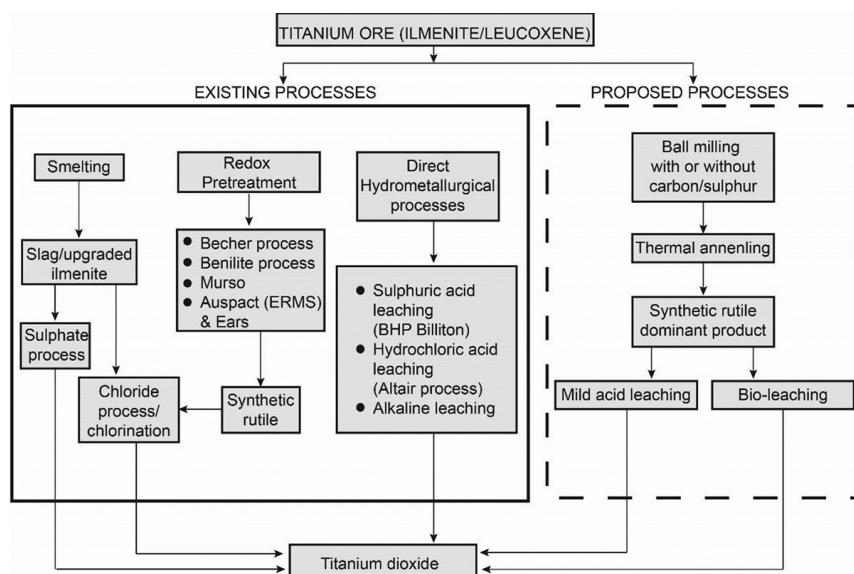 TITANIUM ORE (ILMENITE/LEUCOXENE)
EXISTING PROCESSES
PROPOSED PROCESSES
Smelting
Slag/upgraded
ilmenite
Sulphate
process
Chloride
process/
chlorination
Redox
Pretreatment
● Becher process
● Benilite process
● Murso
● Auspact (ERMS)
& Ears
Synthetic
rutile
Direct
Hydrometallurgical
processes
● Sulphuric acid
leaching
(BHP Billiton)
● Hydrochloric acid
leaching
(Altair process)
● Alkaline leaching
Ball milling
with or without
carbon/sulphur
Thermal annenling
Synthetic rutile
dominant product
Mild acid leaching
Bio-leaching
Titanium dioxide